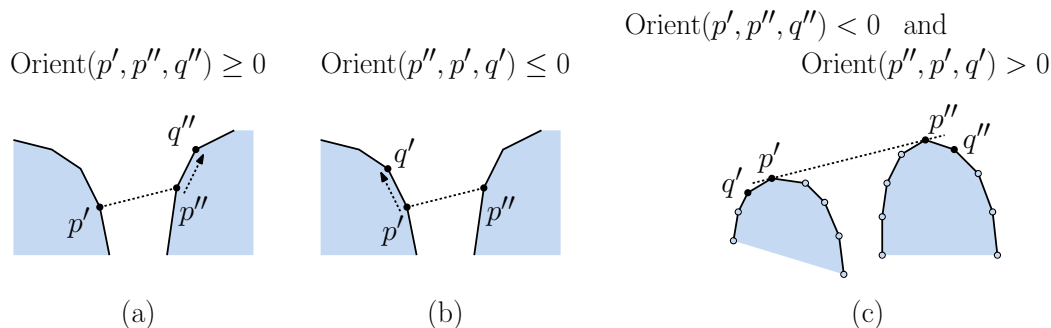 Orient(p′, p″, q″) < 0 and
Orient(p′, p″, q″) ≥ 0
Orient(p″, p′, q′) ≤ 0
Orient(p″, p′, q′) > 0
q″
p′
p″
q′
p′
p″
p″
q″
p′
q′
(a)
(b)
(c)